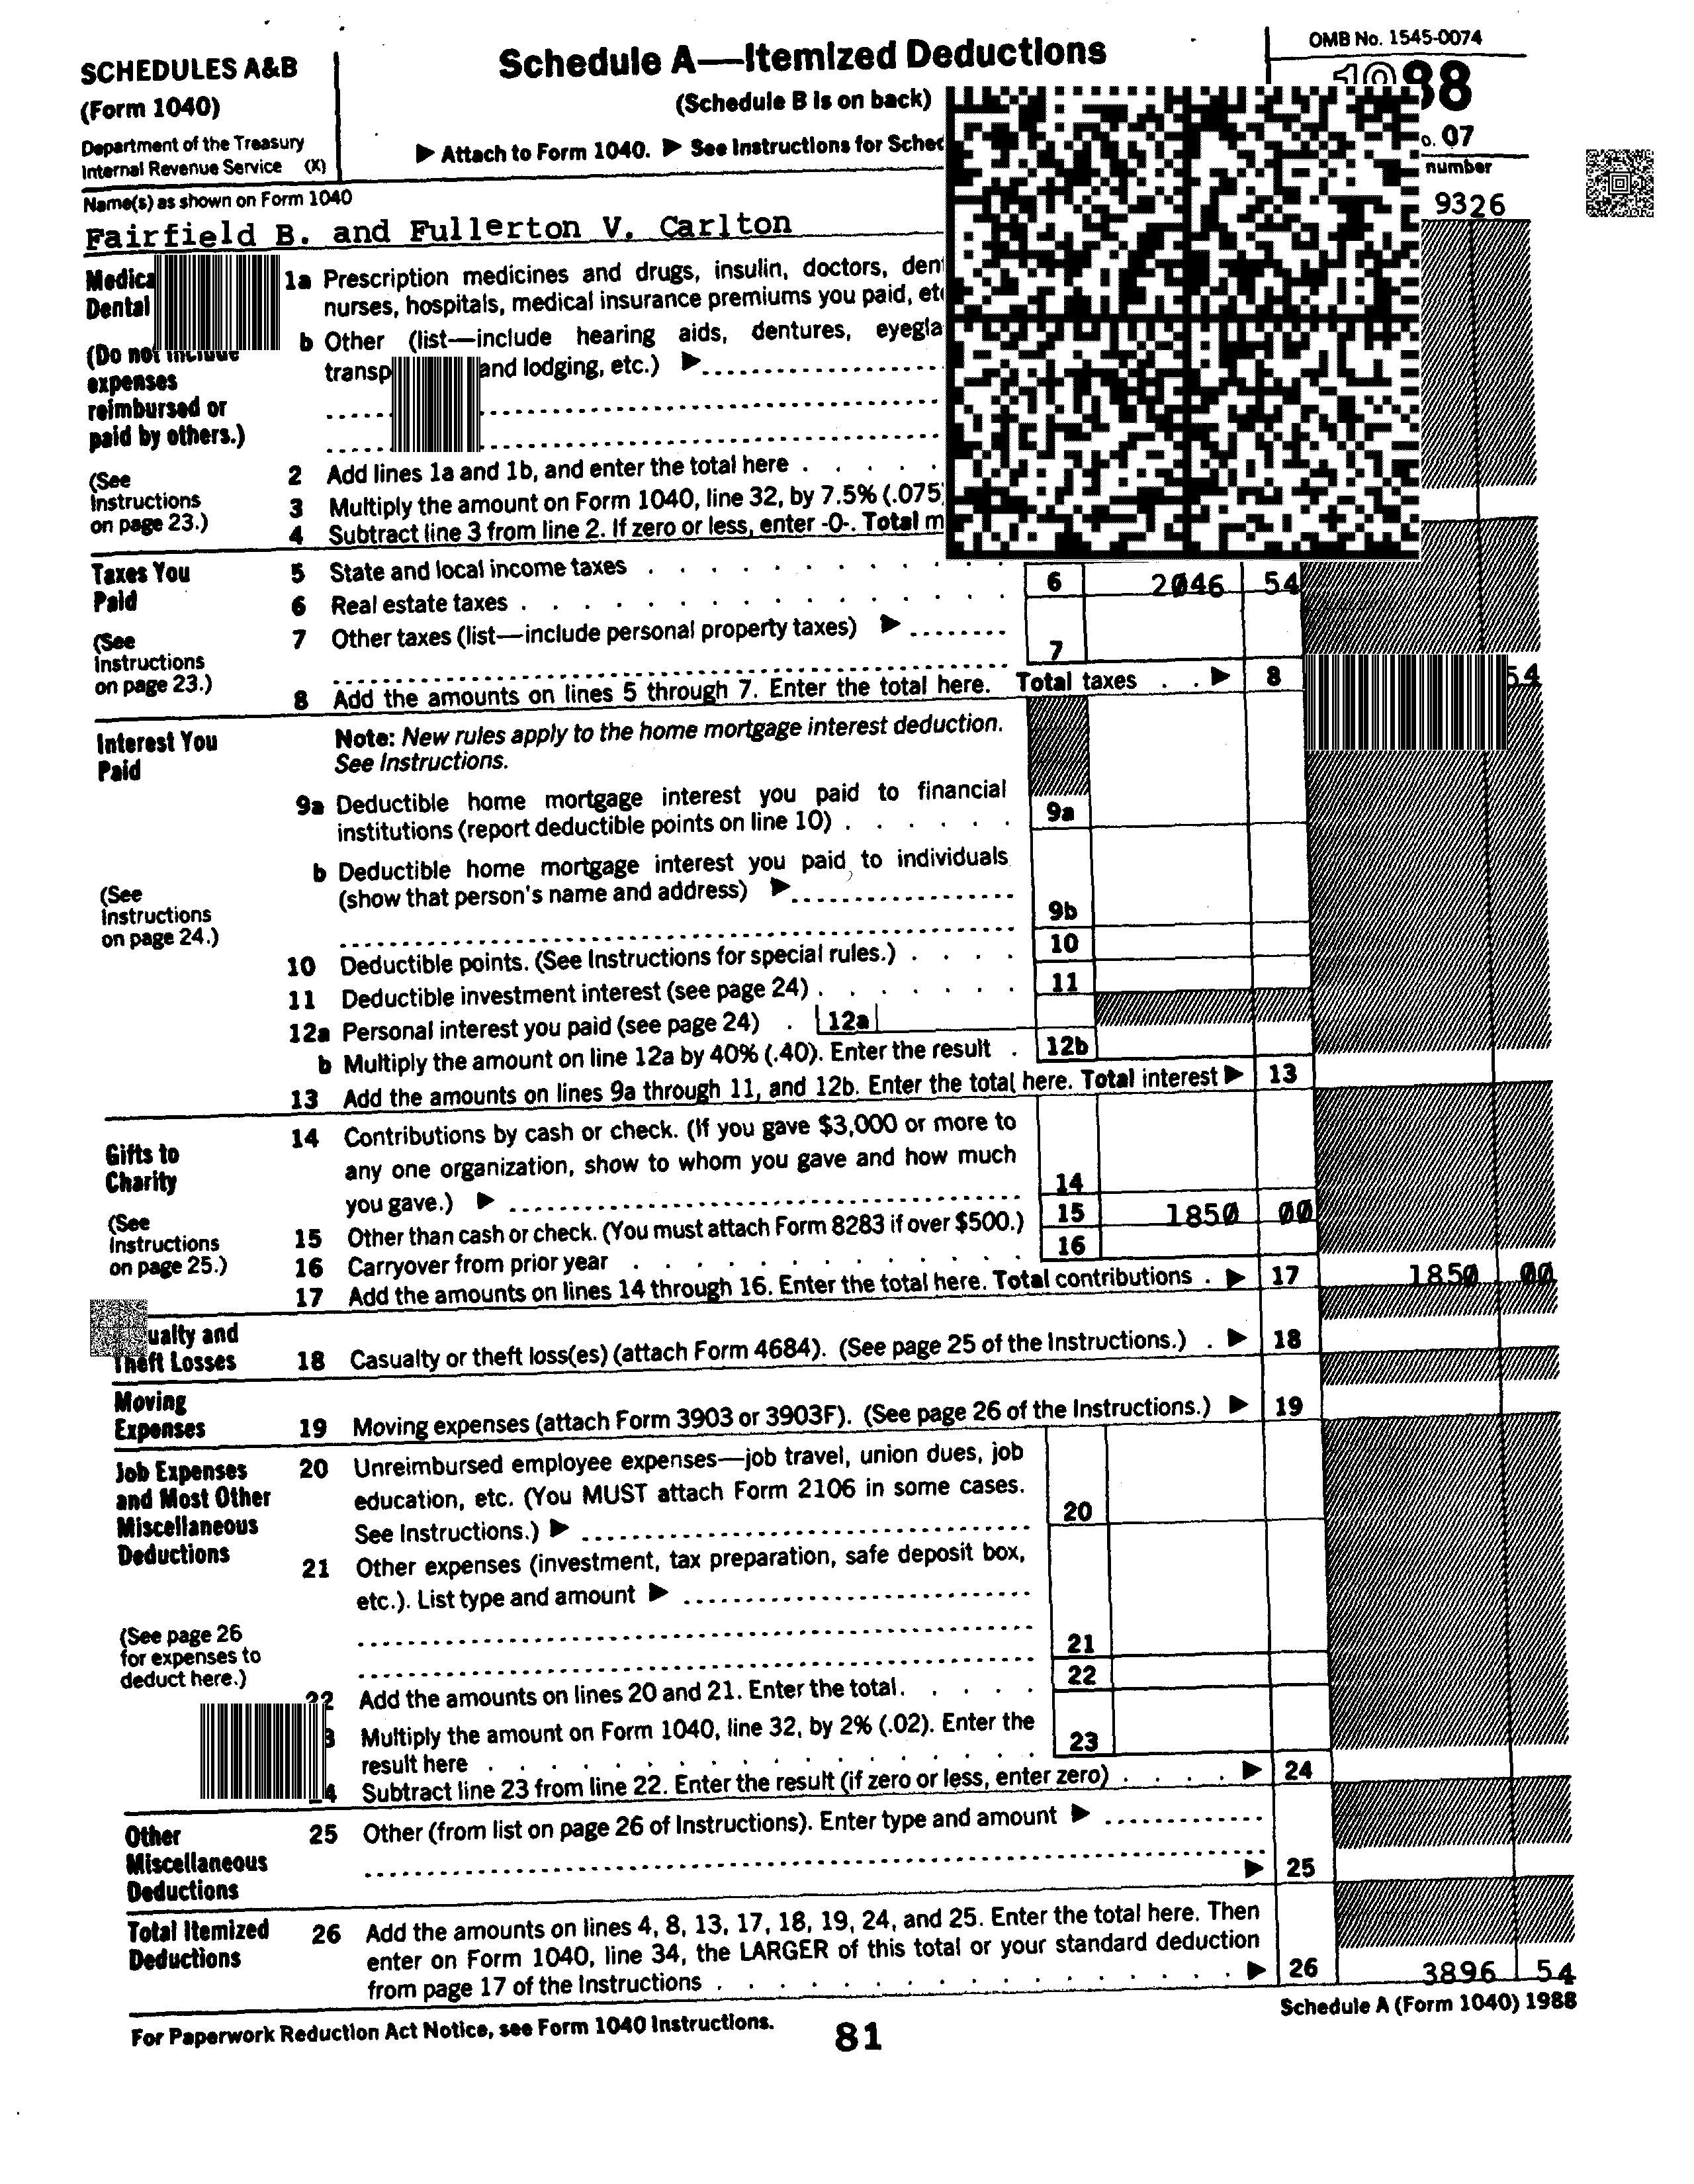 SCHEDULES A&B
(Form 1040)
Department of the Treasury
Internal Revenue Service (X)
Schedule A—Itemized Deductions
(Schedule B is on back)
▶ Attach to Form 1040. ▶ See Instructions for
OMB No. 1545-0074
07
number
Name(s) as shown on Form 1040
Fairfield B. and Fullerton V. Carlton
9326
Dental
(Do not include
expenses
reimbursed or
paid by others.)
(See
Instructions
on page 23.)
1a Prescription medicines and drugs, insulin, doctors,
nurses, hospitals, medical insurance premiums you paid,
b Other (list—include hearing aids, dentures,
and lodging, etc.) ▶
2 Add lines 1a and 1b, and enter the total here
3 Multiply the amount on Form 1040, line 32, by 7.5% (.075
4 Subtract line 3 from line 2. If zero or less, enter -0-. Total
Taxes You
Paid
(See
Instructions
on page 23.)
5 State and local income taxes
6 Real estate taxes 6 2046 54
7 Other taxes (list—include personal property taxes) ▶
7
8 Add the amounts on lines 5 through 7. Enter the total here. Total taxes ▶ 8 54
Interest You
Paid
(See
Instructions
on page 24.)
Note: New rules apply to the home mortgage interest deduction.
See Instructions.
9a Deductible home mortgage interest you paid to financial
institutions (report deductible points on line 10) 9a
b Deductible home mortgage interest you paid to individuals
(show that person's name and address) ▶
9b
10 Deductible points. (See Instructions for special rules.) 10
11 Deductible investment interest (see page 24) 11
12a Personal interest you paid (see page 24) 12a
b Multiply the amount on line 12a by 40% (.40). Enter the result 12b
13 Add the amounts on lines 9a through 11, and 12b. Enter the total here. Total interest ▶ 13
Gifts to
Charity
(See
Instructions
on page 25.)
14 Contributions by cash or check. (If you gave $3,000 or more to
any one organization, show to whom you gave and how much
you gave.) ▶ 14
15 Other than cash or check. (You must attach Form 8283 if over $500.) 15 1850 00
16 Carryover from prior year 16
17 Add the amounts on lines 14 through 16. Enter the total here. Total contributions ▶ 17 1850 00
and
Theft Losses
18 Casualty or theft loss(es) (attach Form 4684). (See page 25 of the Instructions.) ▶ 18
Moving
Expenses
19 Moving expenses (attach Form 3903 or 3903F). (See page 26 of the Instructions.) ▶ 19
Job Expenses
and Most Other
Miscellaneous
Deductions
(See page 26
for expenses to
deduct here.)
20 Unreimbursed employee expenses—job travel, union dues, job
education, etc. (You MUST attach Form 2106 in some cases.
See Instructions.) ▶ 20
21 Other expenses (investment, tax preparation, safe deposit box,
etc.). List type and amount ▶
21
22 Add the amounts on lines 20 and 21. Enter the total. 22
Multiply the amount on Form 1040, line 32, by 2% (.02). Enter the
result here 23
Subtract line 23 from line 22. Enter the result (if zero or less, enter zero) ▶ 24
Other
Miscellaneous
Deductions
25 Other (from list on page 26 of Instructions). Enter type and amount ▶
▶ 25
Total Itemized
Deductions
26 Add the amounts on lines 4, 8, 13, 17, 18, 19, 24, and 25. Enter the total here. Then
enter on Form 1040, line 34, the LARGER of this total or your standard deduction
from page 17 of the Instructions ▶ 26 3896 54
For Paperwork Reduction Act Notice, see Form 1040 Instructions.
81
Schedule A (Form 1040) 1988